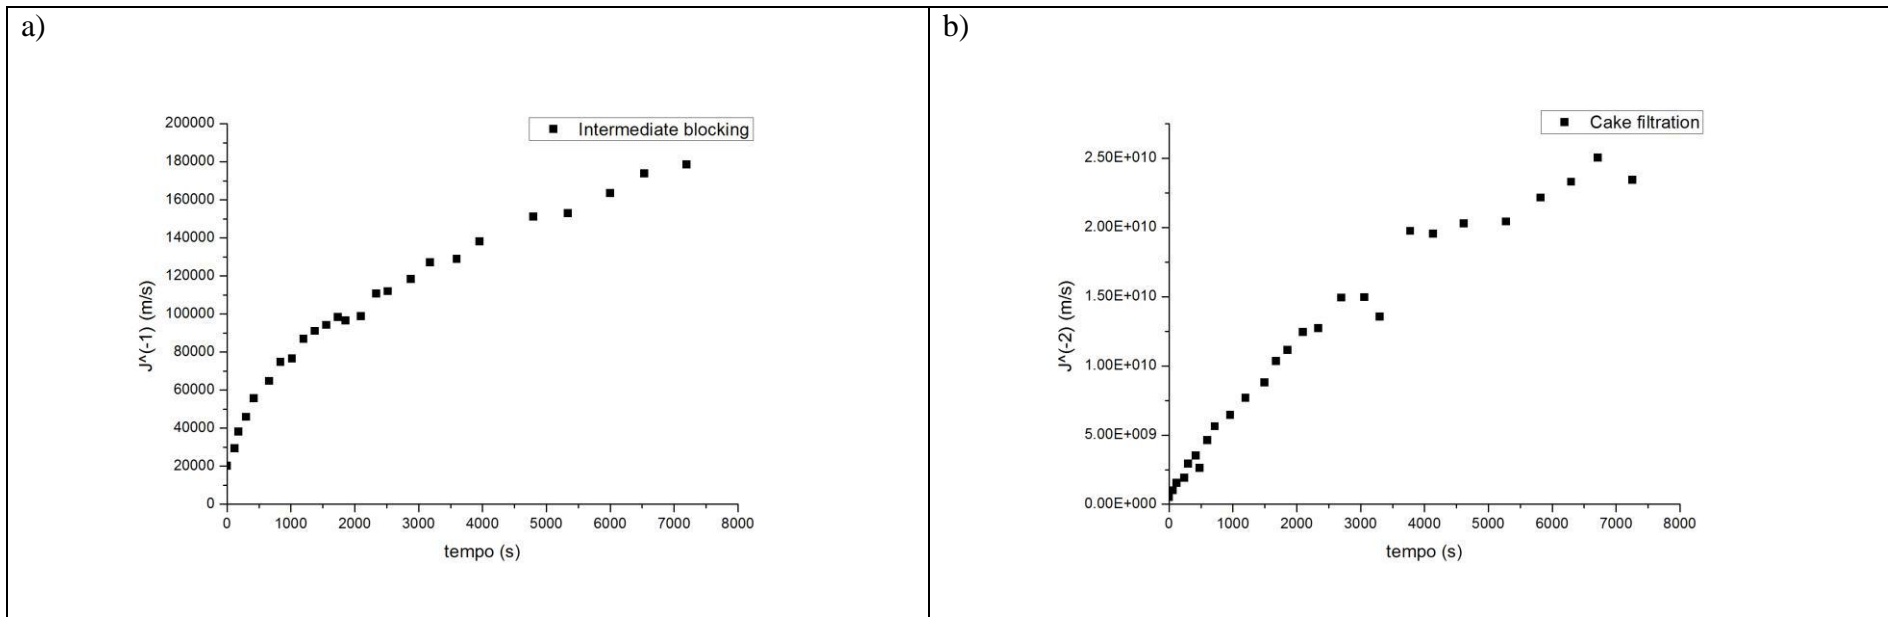 a)
Intermediate blocking
200000
180000
160000
140000
120000
100000
80000
60000
40000
20000
0
J^(-1) (m/s)
0 1000 2000 3000 4000 5000 6000 7000 8000
tempo (s)
b)
Cake filtration
2.50E+010
2.00E+010
1.50E+010
1.00E+010
5.00E+009
0.00E+000
J^(-2) (m/s)
0 1000 2000 3000 4000 5000 6000 7000 8000
tempo (s)